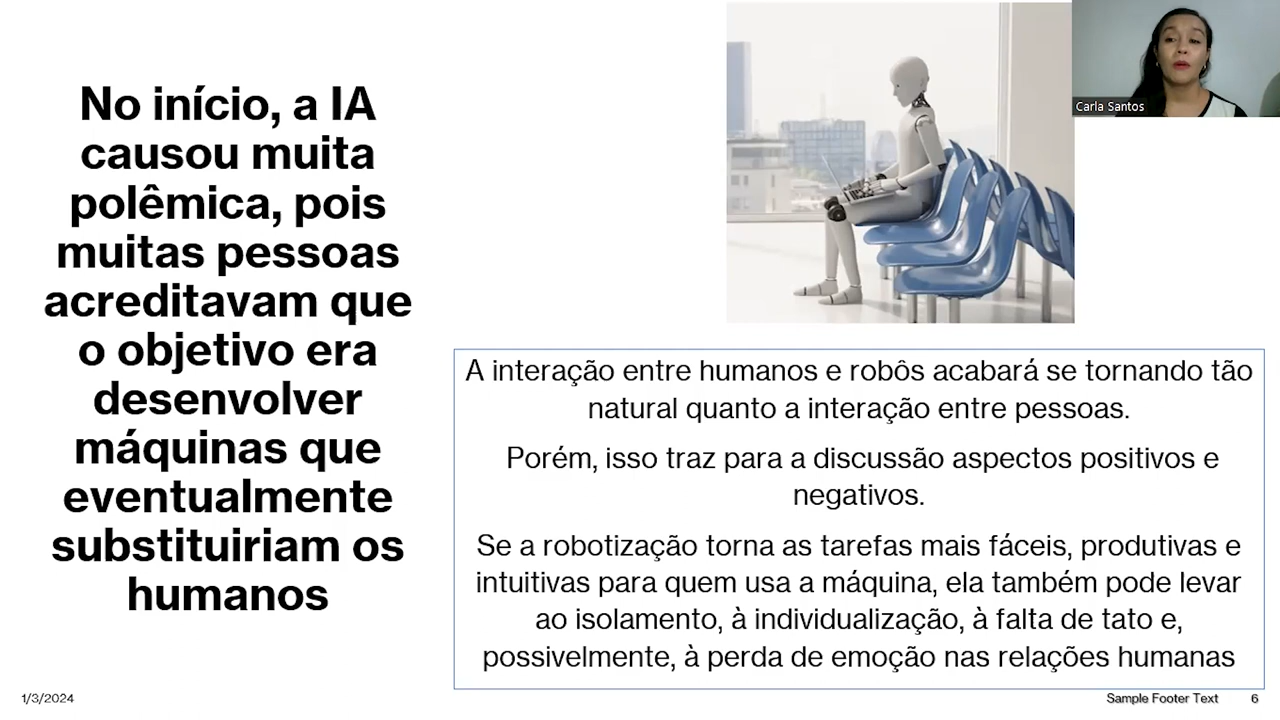 No início, a IA
causou muita
polêmica, pois
muitas pessoas
acreditavam que
o objetivo era
desenvolver
máquinas que
eventualmente
substituiriam os
humanos
Carla Santos
A interação entre humanos e robôs acabará se tornando tão
natural quanto a interação entre pessoas.
Porém, isso traz para a discussão aspectos positivos e
negativos.
Se a robotização torna as tarefas mais fáceis, produtivas e
intuitivas para quem usa a máquina, ela também pode levar
ao isolamento, à individualização, à falta de tato e,
possivelmente, à perda de emoção nas relações humanas
1/3/2024
Sample Footer Text
6